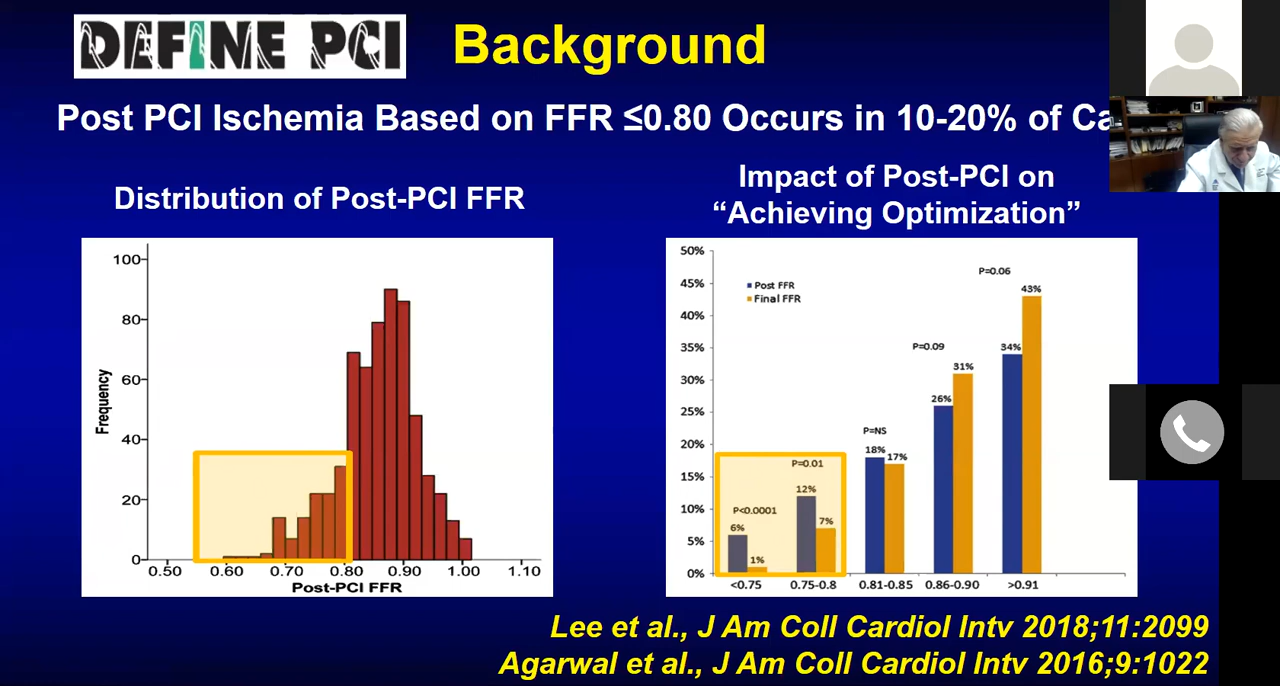 DEFINE PCI
Background
Post PCI Ischemia Based on FFR ≤0.80 Occurs in 10-20% of Ca
Distribution of Post-PCI FFR
100
80
60
40
20
0
Frequency
0.50 0.60 0.70 0.80 0.90 1.00 1.10
Post-PCI FFR
Impact of Post-PCI on
“Achieving Optimization”
50%
45%
40%
35%
30%
25%
20%
15%
10%
5%
0%
Post FFR
Final FFR
P<0.0001
6%
1%
P=0.01
12%
7%
P=NS
18%
17%
P=0.09
26%
31%
P=0.06
34%
43%
<0.75 0.75-0.8 0.81-0.85 0.86-0.90 >0.91
Lee et al., J Am Coll Cardiol Intv 2018;11:2099
Agarwal et al., J Am Coll Cardiol Intv 2016;9:1022